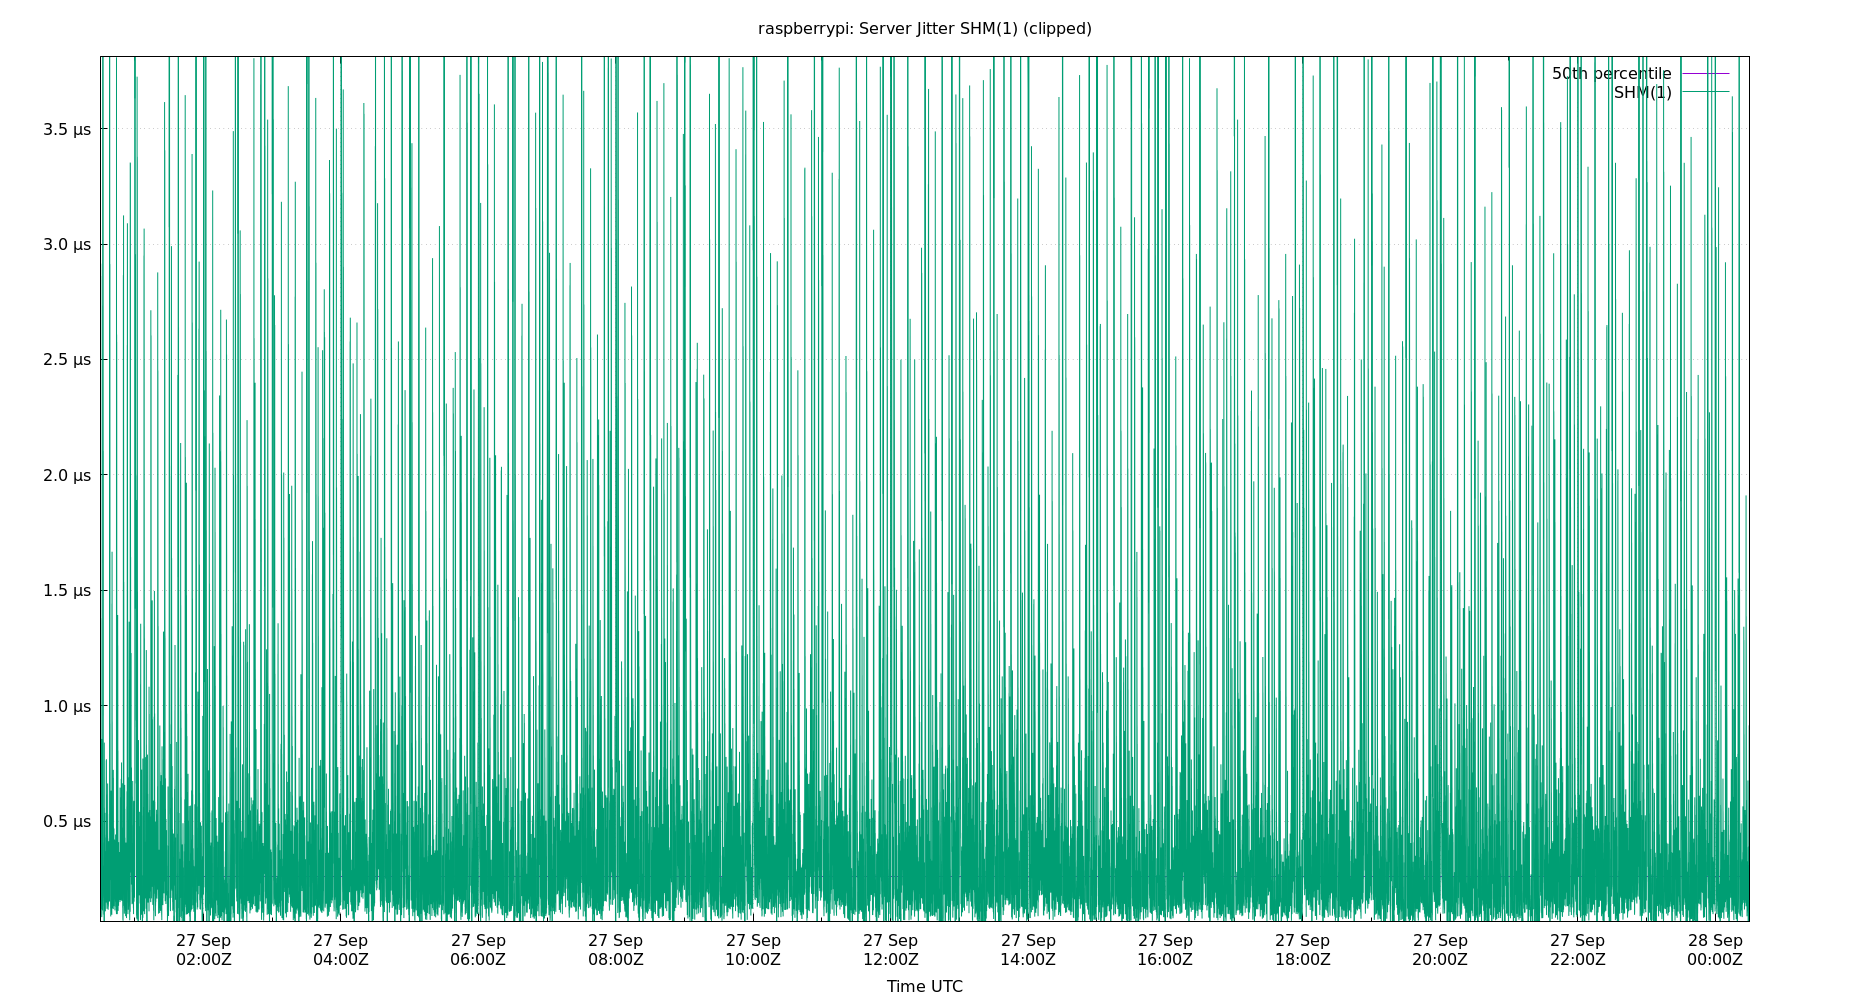 raspberrypi: Server Jitter SHM(1) (clipped)
50th percentile
SHM(1)
3.5 µs
3.0 µs
2.5 µs
2.0 µs
1.5 µs
1.0 µs
0.5 µs
27 Sep 27 Sep 27 Sep 27 Sep 27 Sep 27 Sep 27 Sep 27 Sep 27 Sep 27 Sep 27 Sep 28 Sep
02:00Z 04:00Z 06:00Z 08:00Z 10:00Z 12:00Z 14:00Z 16:00Z 18:00Z 20:00Z 22:00Z 00:00Z
Time UTC